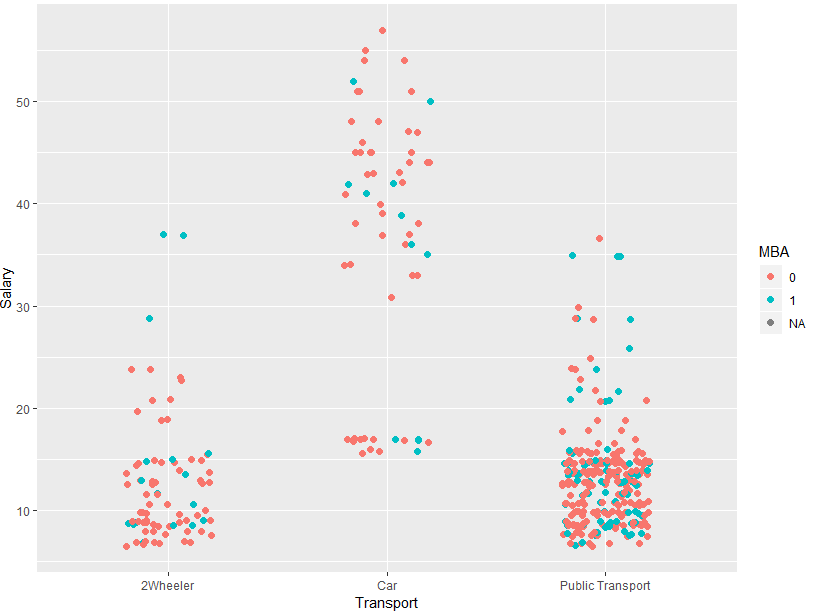 50
40
30
20
10
Salary
2Wheeler
Car
Public Transport
Transport
MBA
0
1
NA